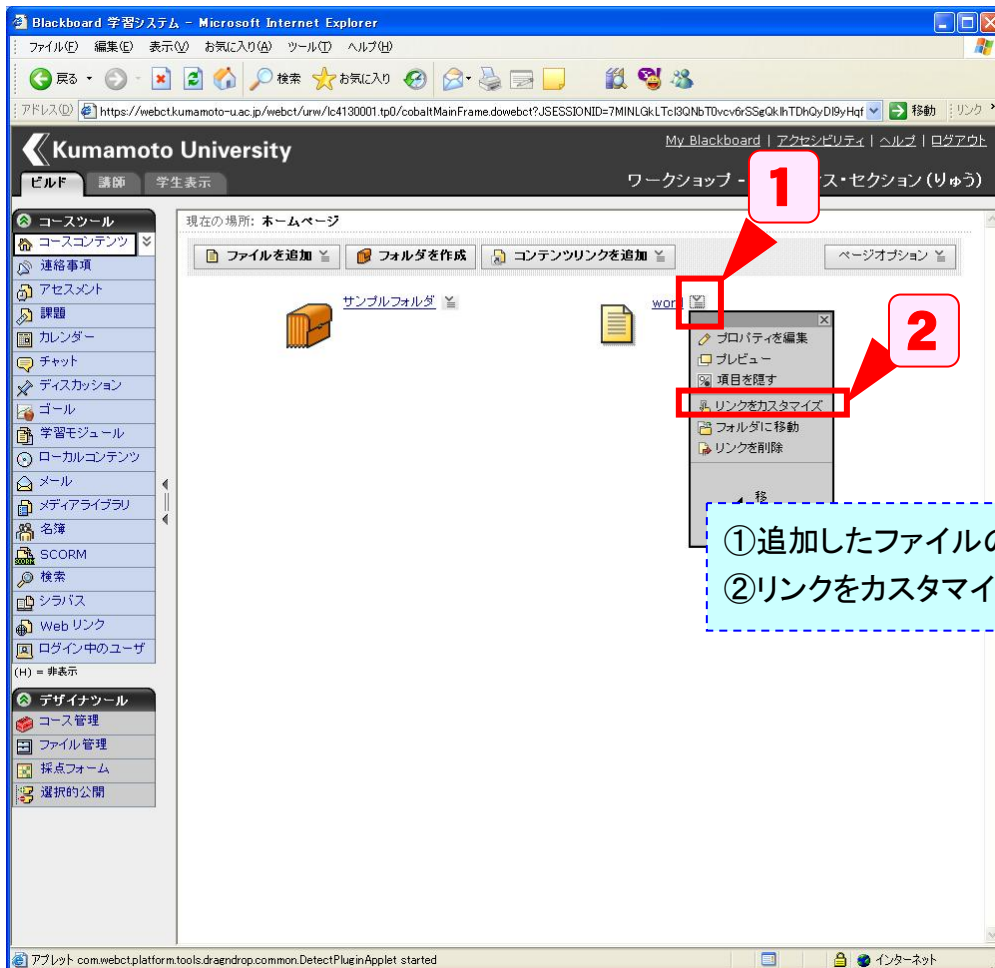 Blackboard 学習システム - Microsoft Internet Explorer
ファイル(F) 編集(E) 表示(V) お気に入り(A) ツール(T) ヘルプ(H)
戻る 検索 お気に入り
アドレス(D) 移動 リンク
Kumamoto University
My Blackboard | アクセシビリティ | ヘルプ | ログアウト
ビルド 講師 学生表示
ワークショップ - ス・セクション (りゅう)
1
コースツール
コースコンテンツ
連絡事項
アセスメント
課題
カレンダー
チャット
ディスカッション
ゴール
学習モジュール
ローカルコンテンツ
メール
メディアライブラリ
名簿
SCORM
検索
シラバス
Web リンク
ログイン中のユーザ
(H) = 非表示
デザイナツール
コース管理
ファイル管理
採点フォーム
選択的公開
現在の場所: ホームページ
ファイルを追加 フォルダを作成 コンテンツリンクを追加 ページオプション
サンプルフォルダ
word
2
プロパティを編集
プレビュー
項目を隠す
リンクをカスタマイズ
フォルダに移動
リンクを削除
移
①追加したファイルの
②リンクをカスタマイ
アプレット com.webct.platform.tools.dragndrop.common.DetectPluginApplet started
インターネット